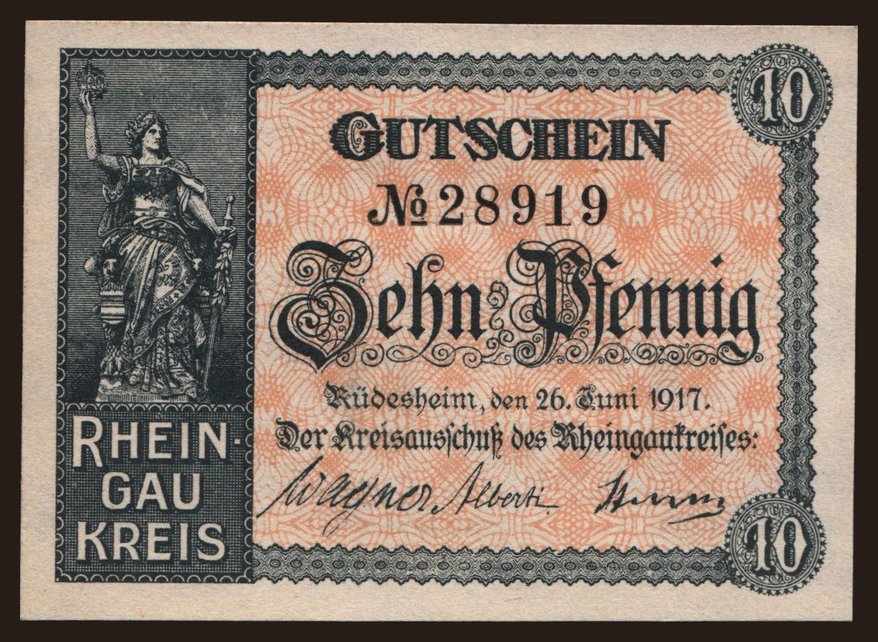 10
GUTSCHEIN
№ 28919
Zehn Pfennig
Rüdesheim, den 26. Juni 1917.
Der Kreisausschuß des Rheingaukreises:
Wagner Alberti
RHEIN-
GAU
KREIS
10